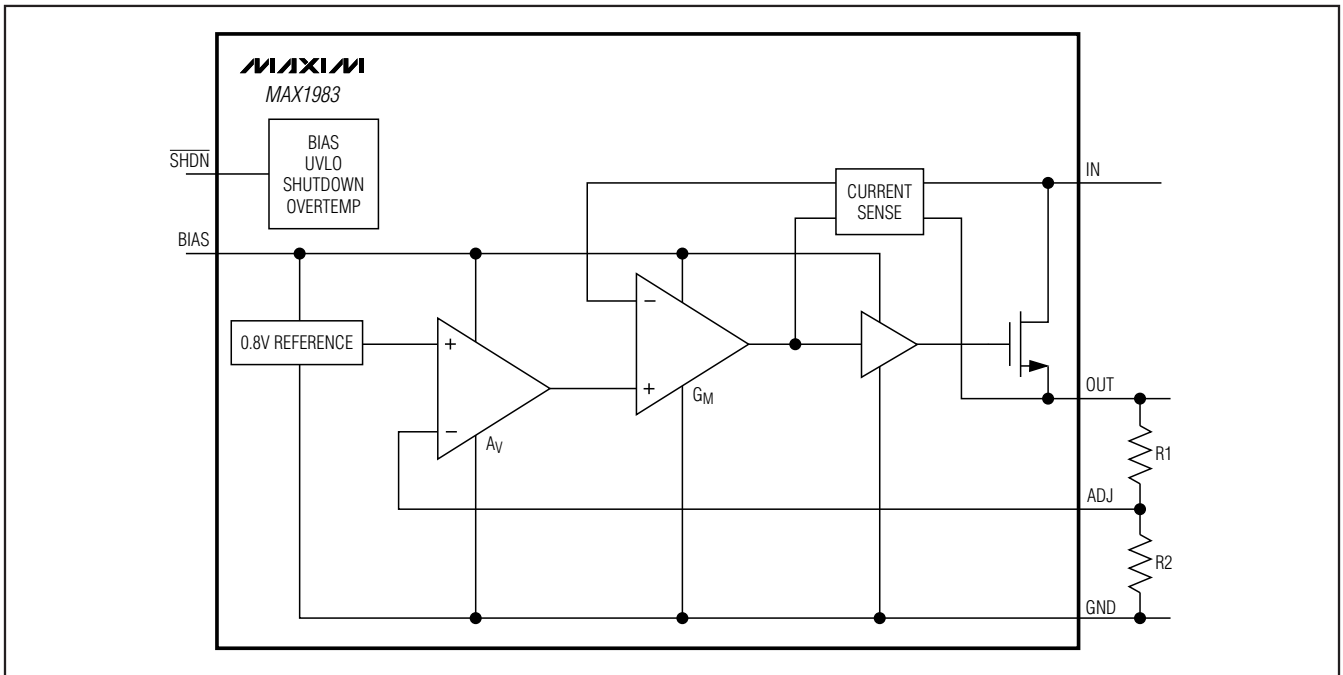 MAXIM
MAX1983
SHDN
BIAS
UVLO
SHUTDOWN
OVERTEMP
IN
CURRENT
SENSE
BIAS
0.8V REFERENCE
+
−
AV
−
+
GM
OUT
R1
ADJ
R2
GND